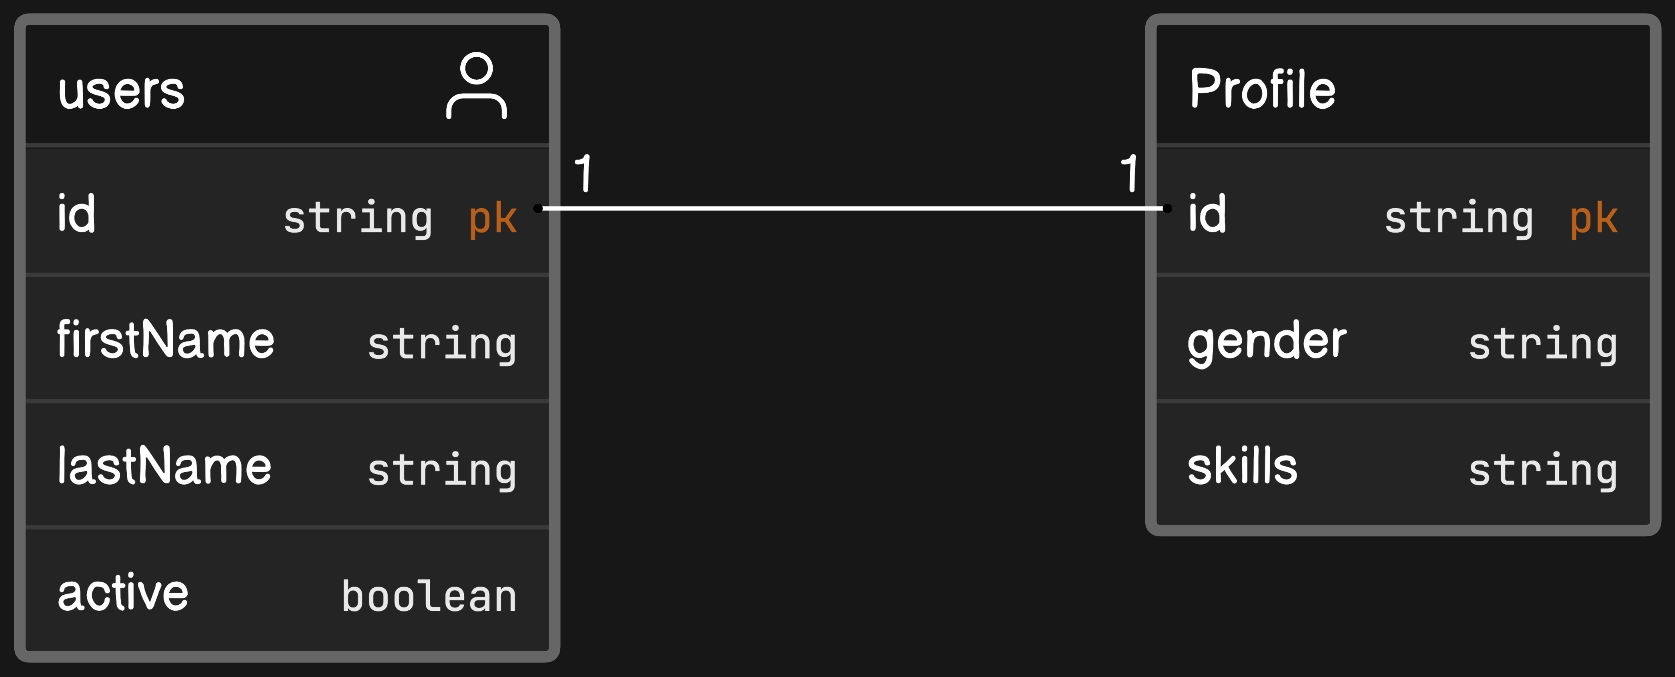 users
id string pk
firstName string
lastName string
active boolean
1 1
Profile
id string pk
gender string
skills string